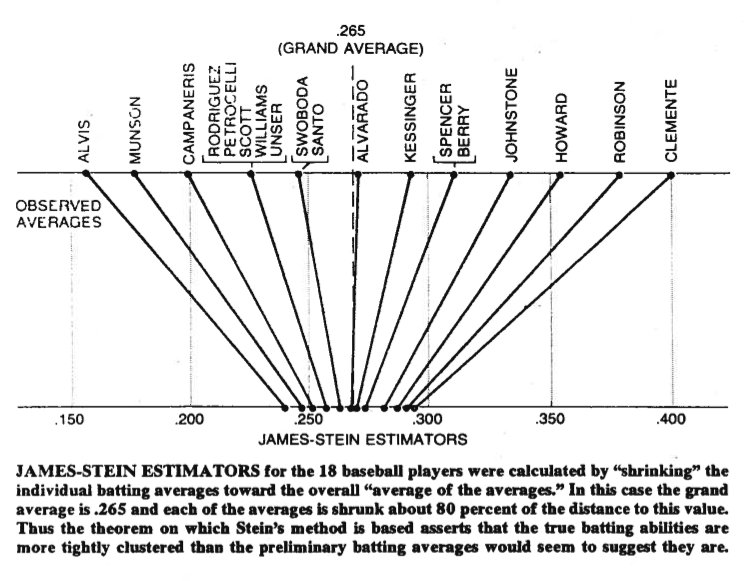 .265
(GRAND AVERAGE)
ALVIS
MUNSON
CAMPANERIS
RODRIGUEZ
PETROCELLI
SCOTT
WILLIAMS
UNSER
SWOBODA
SANTO
ALVARADO
KESSINGER
SPENCER
BERRY
JOHNSTONE
HOWARD
ROBINSON
CLEMENTE
OBSERVED
AVERAGES
.150 .200 .250 .300 .350 .400
JAMES-STEIN ESTIMATORS
JAMES-STEIN ESTIMATORS for the 18 baseball players were calculated by “shrinking” the
individual batting averages toward the overall “average of the averages.” In this case the grand
average is .265 and each of the averages is shrunk about 80 percent of the distance to this value.
Thus the theorem on which Stein’s method is based asserts that the true batting abilities are
more tightly clustered than the preliminary batting averages would seem to suggest they are.